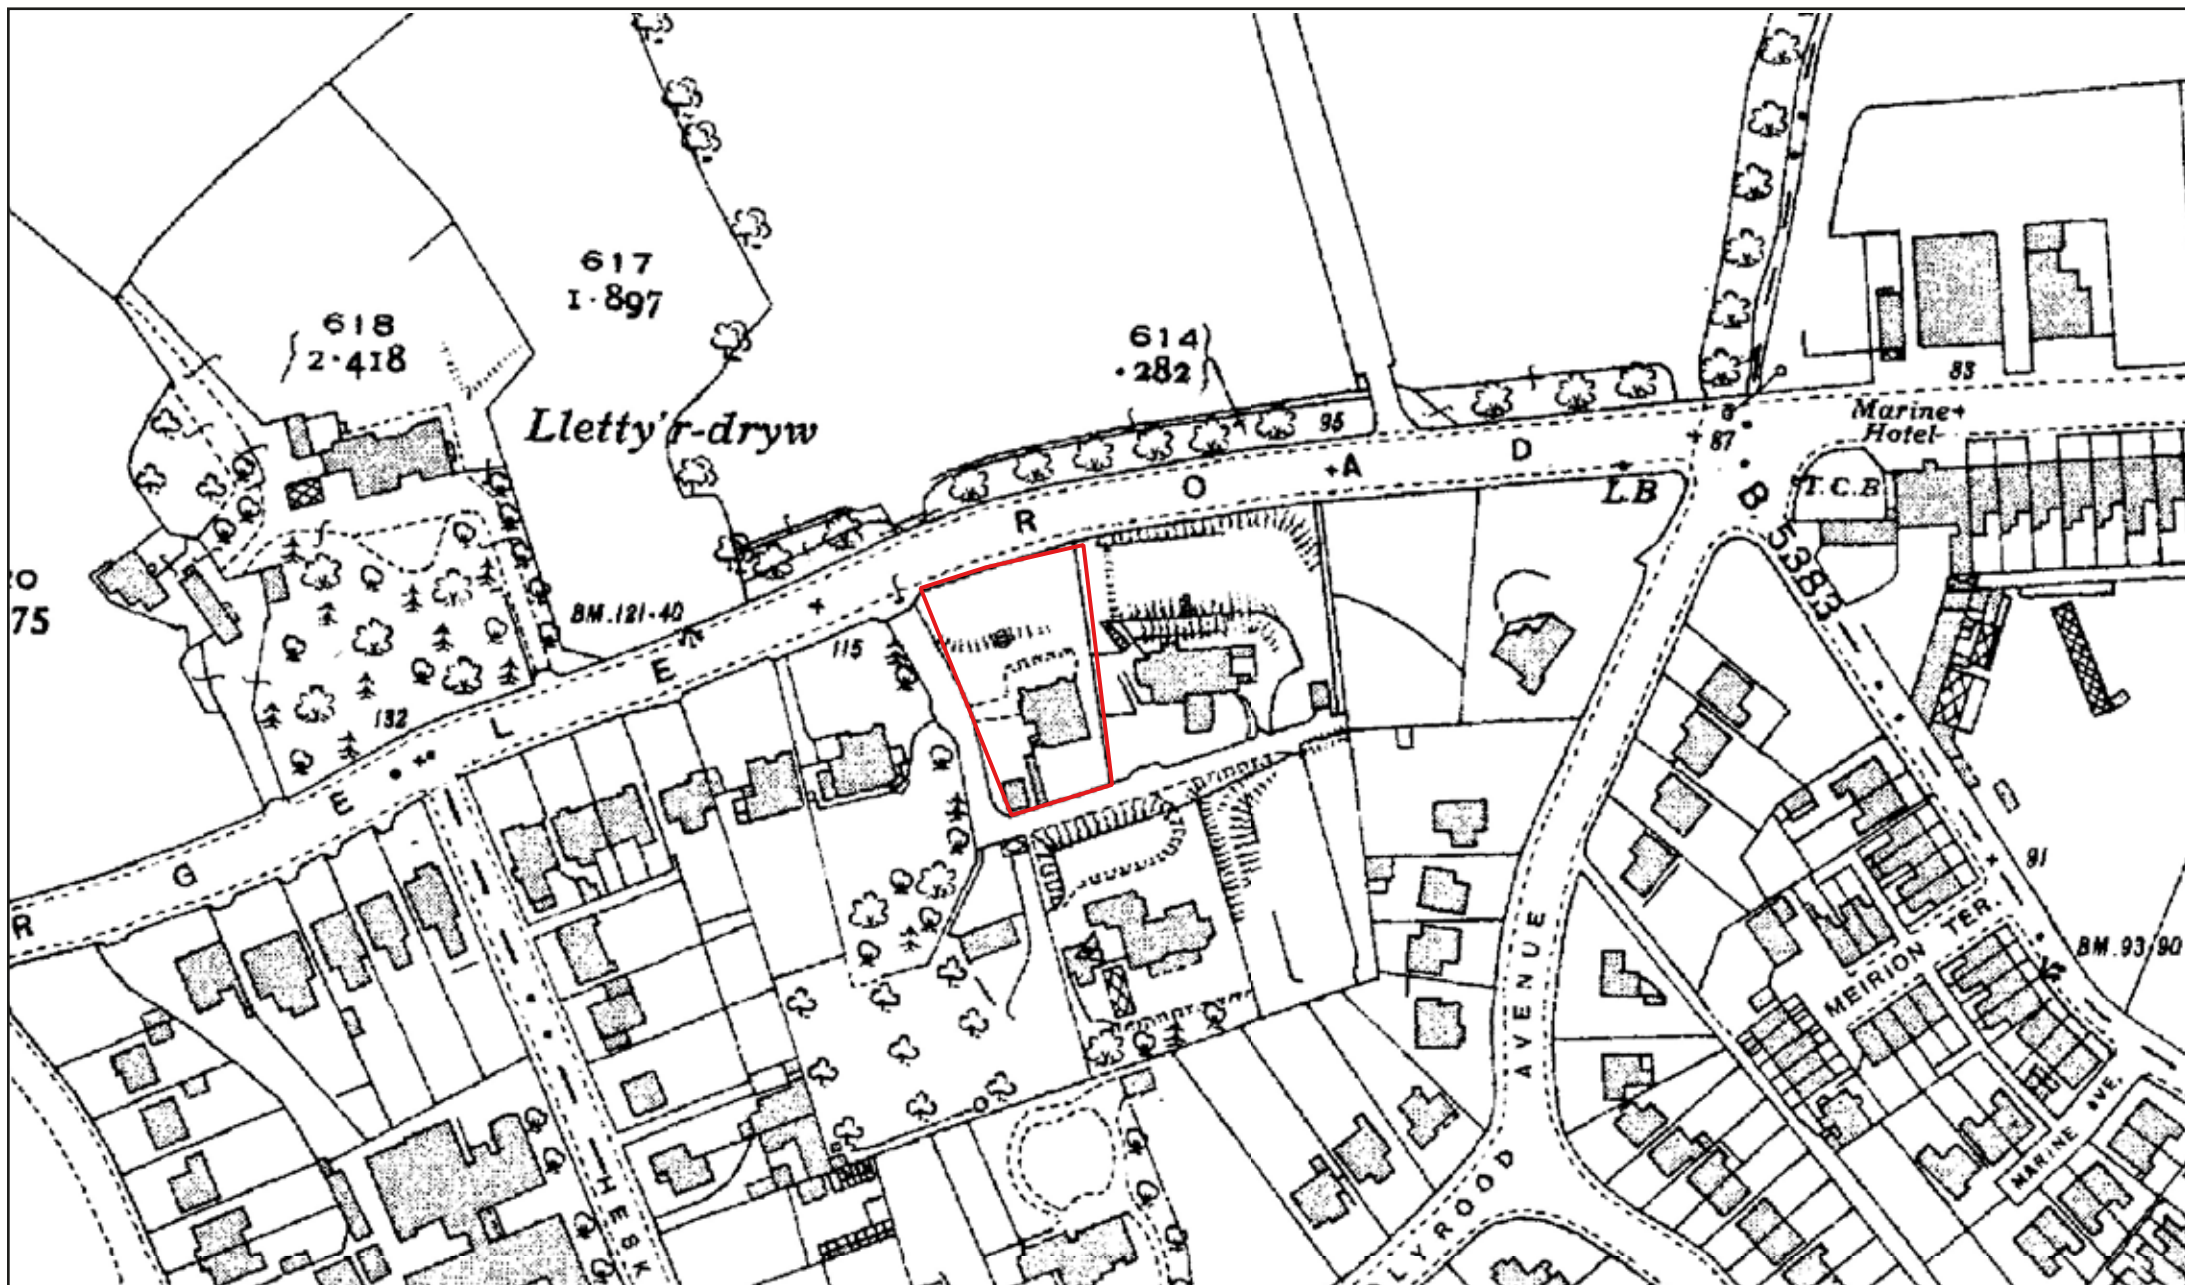 617
1·897
618
2·418
614
·282
Lletty'r-dryw
95
83
Marine
Hotel
87
L.B
T.C.B
B 5383
75
BM.121·40
115
132
R G E L E R O A D
91
MEIRION TER.
BM.93·90
AVENUE
MARINE AVE.
HESK
LYROOD